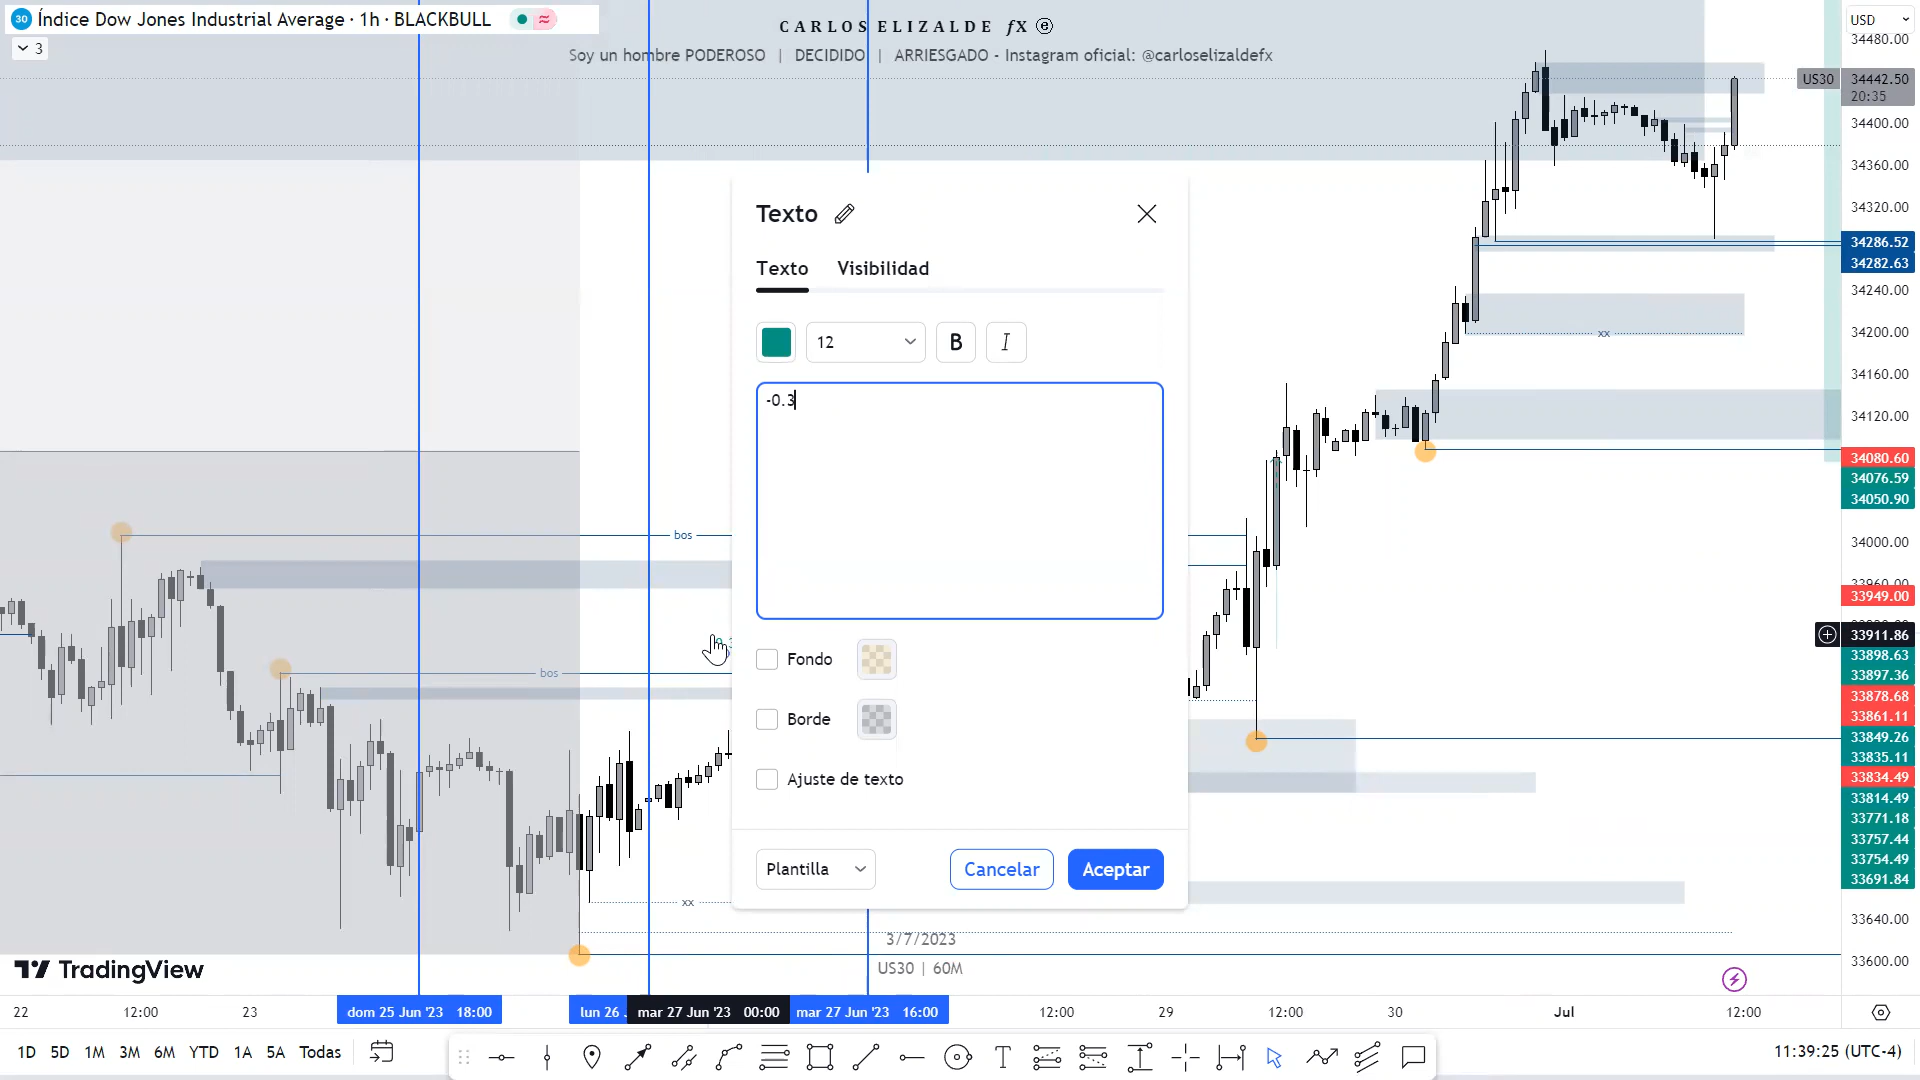 30 Índice Dow Jones Industrial Average · 1h · BLACKBULL
3
CARLOS ELIZALDE fX e
Soy un hombre PODEROSO | DECIDIDO | ARRIESGADO - Instagram oficial: @carloselizaldefx
USD
34480.00
US30 34442.50
20:35
34400.00
34360.00
34320.00
34286.52
34282.63
34240.00
34200.00
34160.00
34120.00
34080.60
34076.59
34050.90
34000.00
33960.00
33949.00
33911.86
33898.63
33897.36
33878.68
33861.11
33849.26
33835.11
33834.49
33814.49
33771.18
33757.44
33754.49
33691.84
33640.00
33600.00
xx
bos
bos
xx
Texto
Texto Visibilidad
12 B I
-0.3
Fondo
Borde
Ajuste de texto
Plantilla Cancelar Aceptar
3/7/2023
US30 | 60M
TradingView
22 12:00 23 dom 25 Jun '23 18:00 lun 26 mar 27 Jun '23 00:00 mar 27 Jun '23 16:00 12:00 29 12:00 30 Jul 12:00
1D 5D 1M 3M 6M YTD 1A 5A Todas
T
11:39:25 (UTC-4)